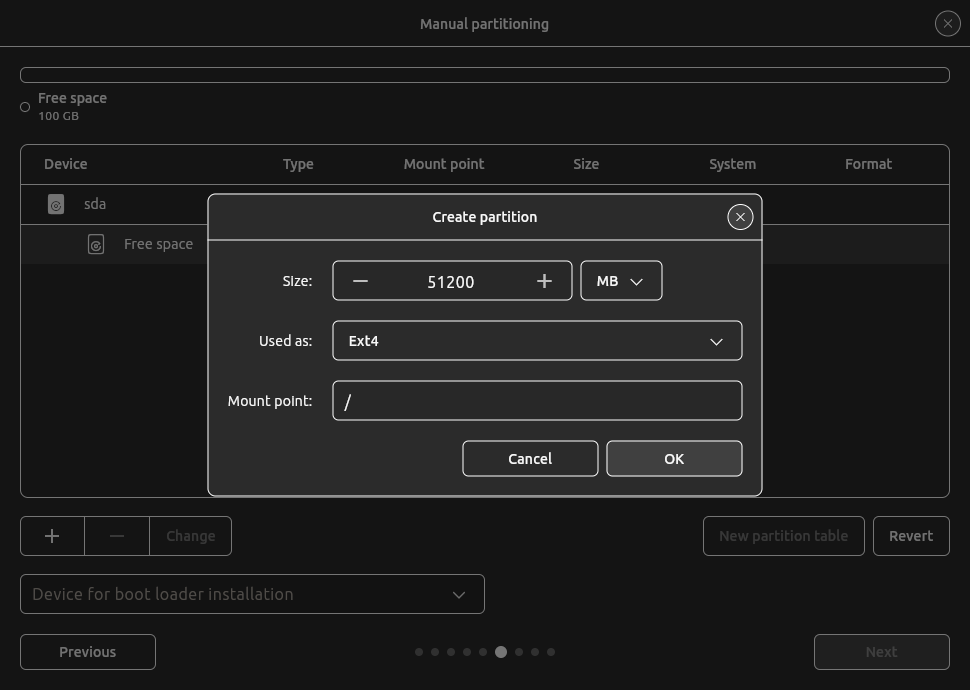 Manual partitioning
Free space
100 GB
Device Type Mount point Size System Format
sda
Free space
Create partition
Size: 51200 MB
Used as: Ext4
Mount point: /
Cancel OK
Change New partition table Revert
Device for boot loader installation
Previous Next